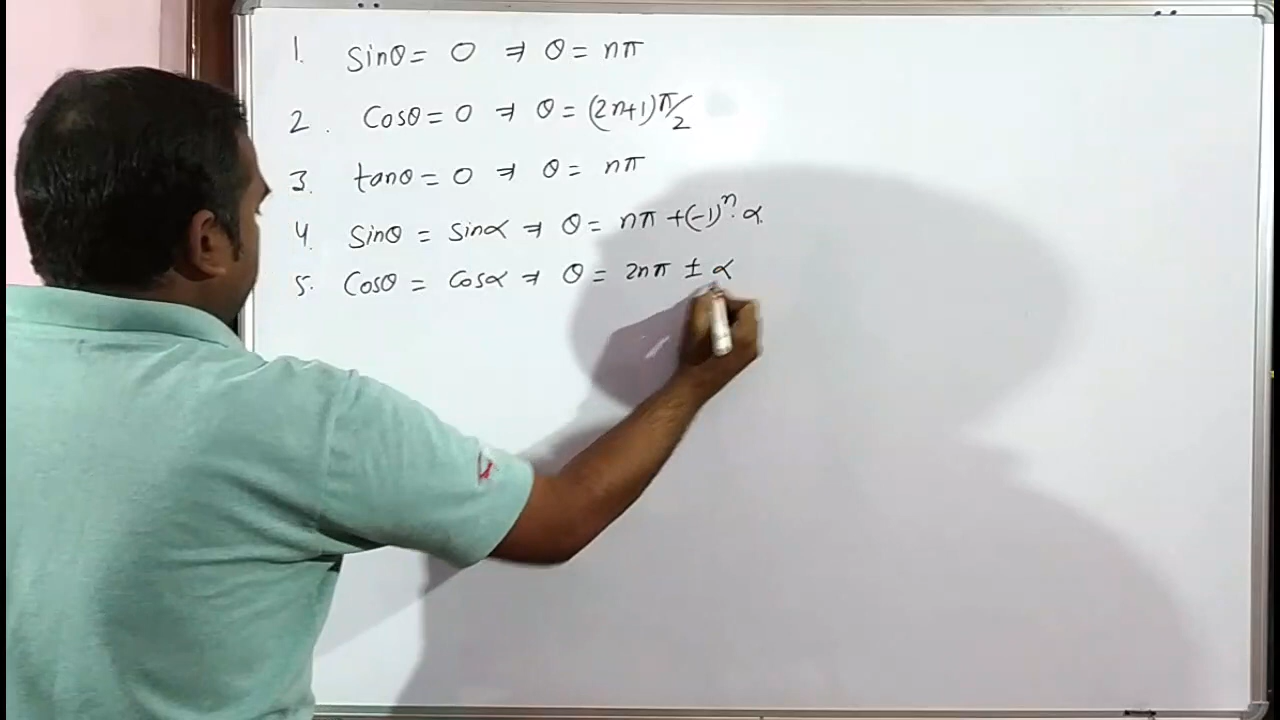 1. sinθ = 0 ⇒ θ = nπ
2. cosθ = 0 ⇒ θ = (2n+1)π/2
3. tanθ = 0 ⇒ θ = nπ
4. sinθ = sinα ⇒ θ = nπ +(-1)ⁿ. α
5. cosθ = cosα ⇒ θ = 2nπ ± α